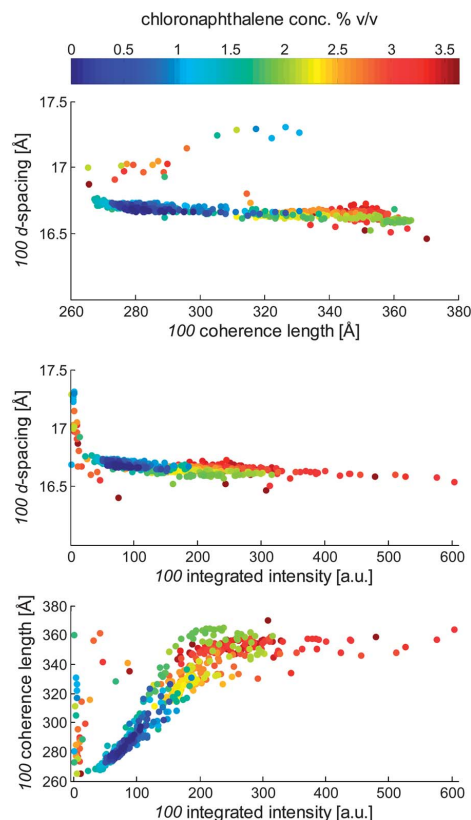 chloronaphthalene conc. % v/v
0 0.5 1 1.5 2 2.5 3 3.5
17.5
17
16.5
100 d-spacing [Å]
260 280 300 320 340 360 380
100 coherence length [Å]
17.5
17
16.5
100 d-spacing [Å]
0 100 200 300 400 500 600
100 integrated intensity [a.u.]
380
360
340
320
300
280
260
100 coherence length [Å]
0 100 200 300 400 500 600
100 integrated intensity [a.u.]